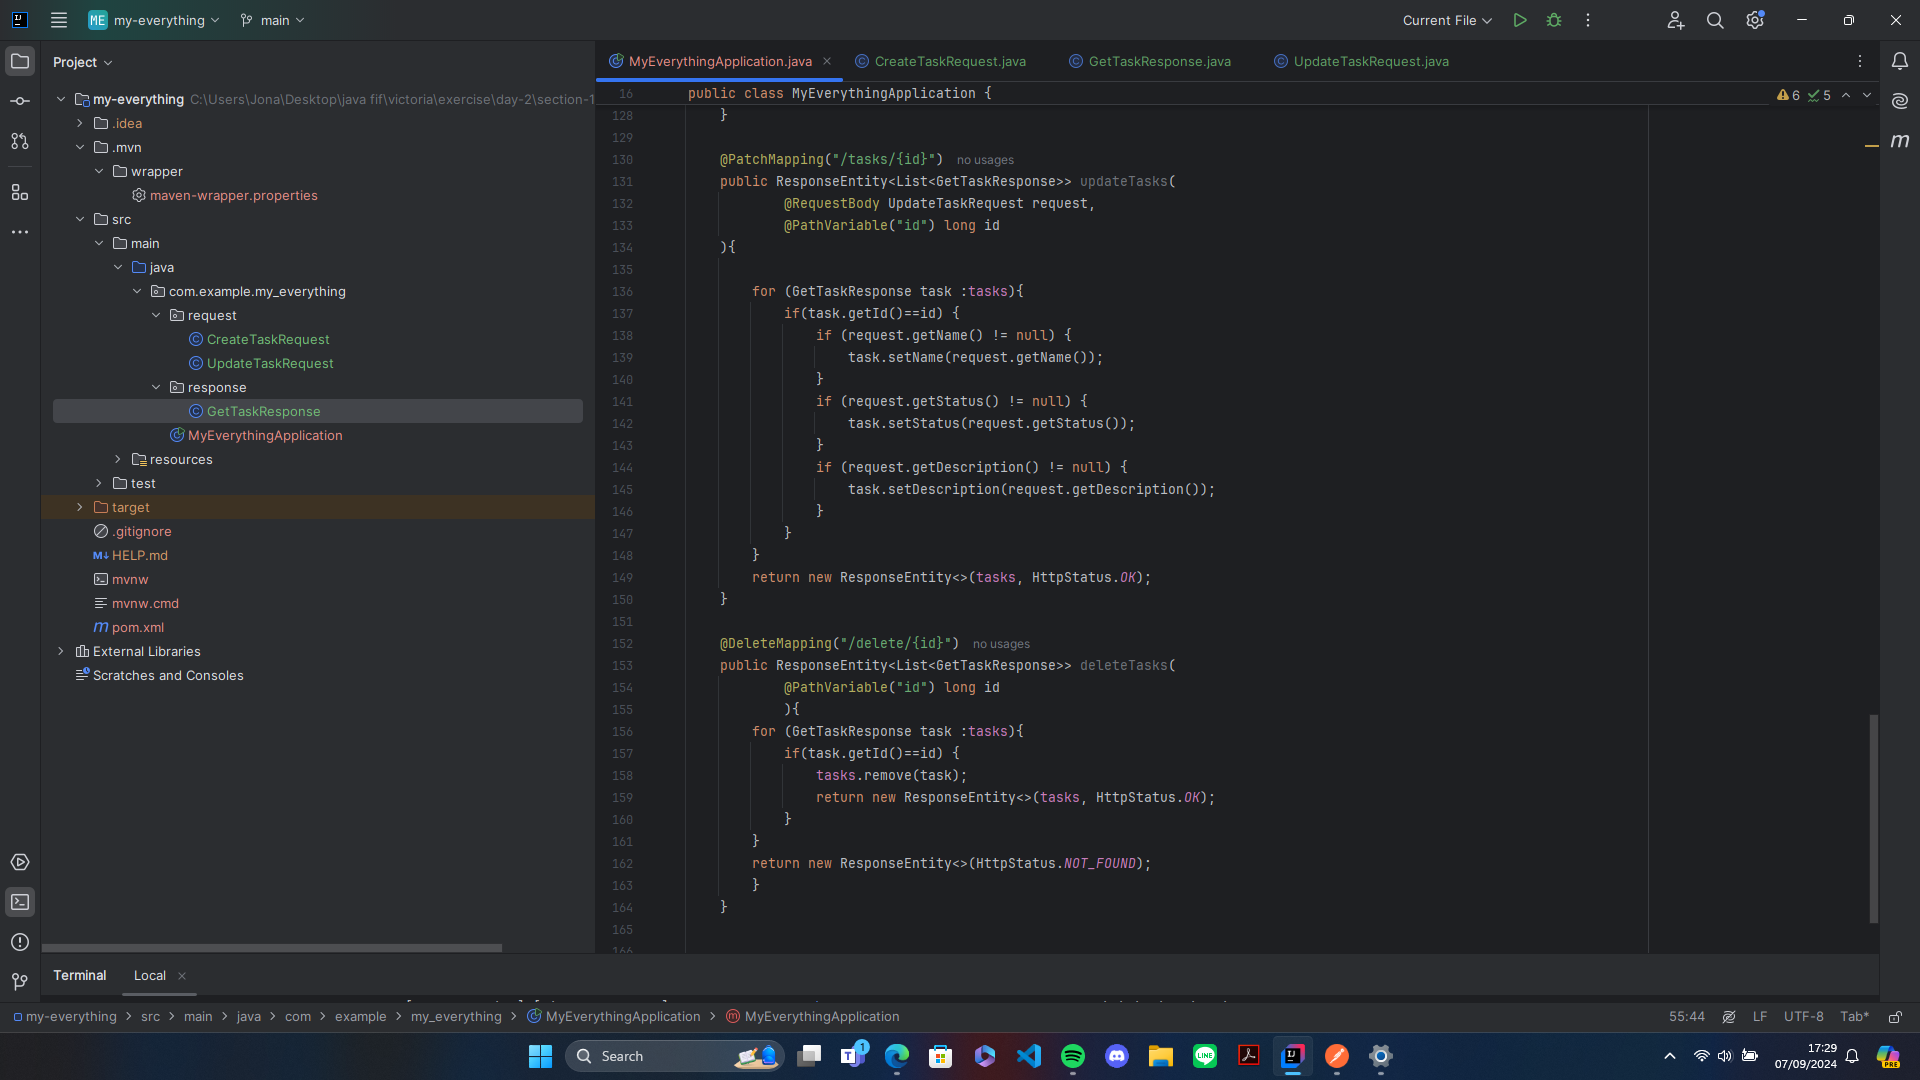 ME my-everything main Current File
Project
MyEverythingApplication.java CreateTaskRequest.java GetTaskResponse.java UpdateTaskRequest.java
my-everything C:\Users\Jona\Desktop\java fif\victoria\exercise\day-2\section-1
.idea
.mvn
wrapper
maven-wrapper.properties
src
main
java
com.example.my_everything
request
CreateTaskRequest
UpdateTaskRequest
response
GetTaskResponse
MyEverythingApplication
resources
test
target
.gitignore
HELP.md
mvnw
mvnw.cmd
pom.xml
External Libraries
Scratches and Consoles
16 public class MyEverythingApplication { 6 5
128 }
129
130 @PatchMapping("/tasks/{id}") no usages
131 public ResponseEntity<List<GetTaskResponse>> updateTasks(
132 @RequestBody UpdateTaskRequest request,
133 @PathVariable("id") long id
134 ){
135
136 for (GetTaskResponse task :tasks){
137 if(task.getId()==id) {
138 if (request.getName() != null) {
139 task.setName(request.getName());
140 }
141 if (request.getStatus() != null) {
142 task.setStatus(request.getStatus());
143 }
144 if (request.getDescription() != null) {
145 task.setDescription(request.getDescription());
146 }
147 }
148 }
149 return new ResponseEntity<>(tasks, HttpStatus.OK);
150 }
151
152 @DeleteMapping("/delete/{id}") no usages
153 public ResponseEntity<List<GetTaskResponse>> deleteTasks(
154 @PathVariable("id") long id
155 ){
156 for (GetTaskResponse task :tasks){
157 if(task.getId()==id) {
158 tasks.remove(task);
159 return new ResponseEntity<>(tasks, HttpStatus.OK);
160 }
161 }
162 return new ResponseEntity<>(HttpStatus.NOT_FOUND);
163 }
164 }
165
166
Terminal Local
my-everything src main java com example my_everything MyEverythingApplication MyEverythingApplication 55:44 LF UTF-8 Tab*
Search 1 LINE PRE 17:29
07/09/2024